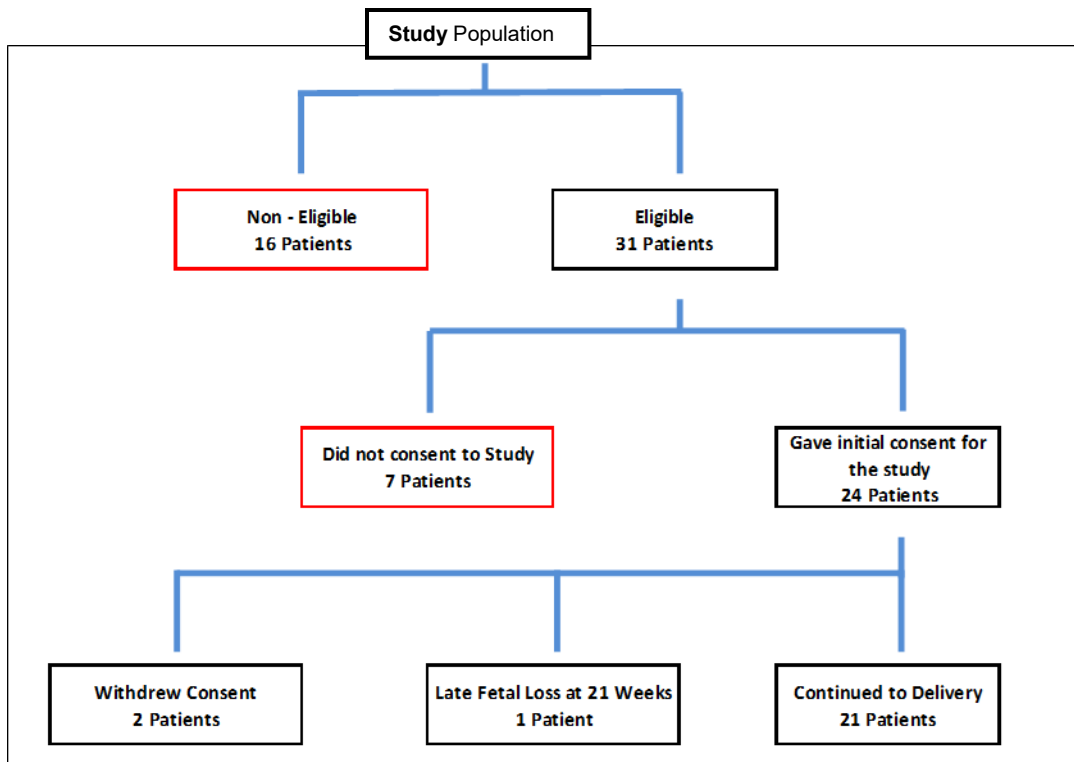 Study Population
Non - Eligible
16 Patients
Eligible
31 Patients
Did not consent to Study
7 Patients
Gave initial consent for
the study
24 Patients
Withdrew Consent
2 Patients
Late Fetal Loss at 21 Weeks
1 Patient
Continued to Delivery
21 Patients